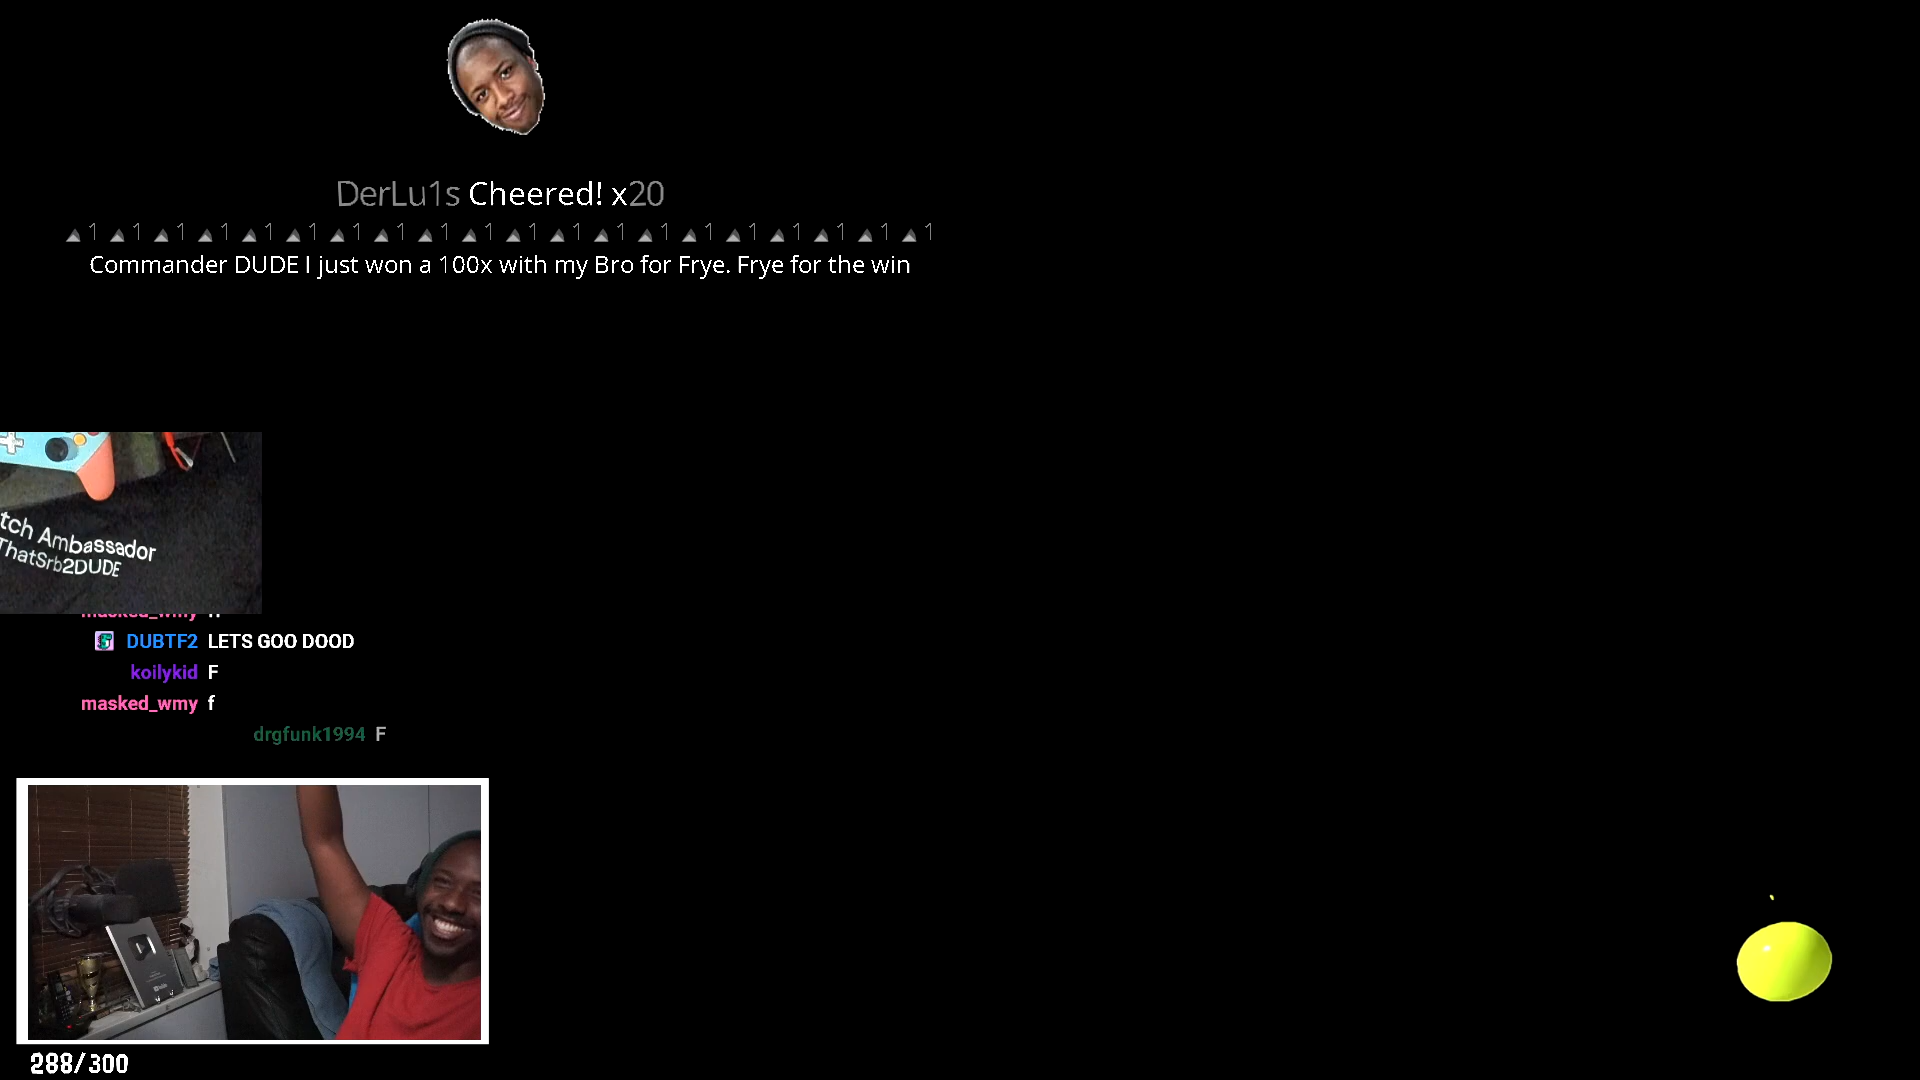 DerLu1s Cheered! x20
1 1 1 1 1 1 1 1 1 1 1 1 1 1 1 1 1 1 1 1
Commander DUDE I just won a 100x with my Bro for Frye. Frye for the win
tch Ambassador
ThatSrb2DUDE
masked_wmy
DUBTF2 LETS GOO DOOD
koilykid F
masked_wmy f
drgfunk1994 F
288/300